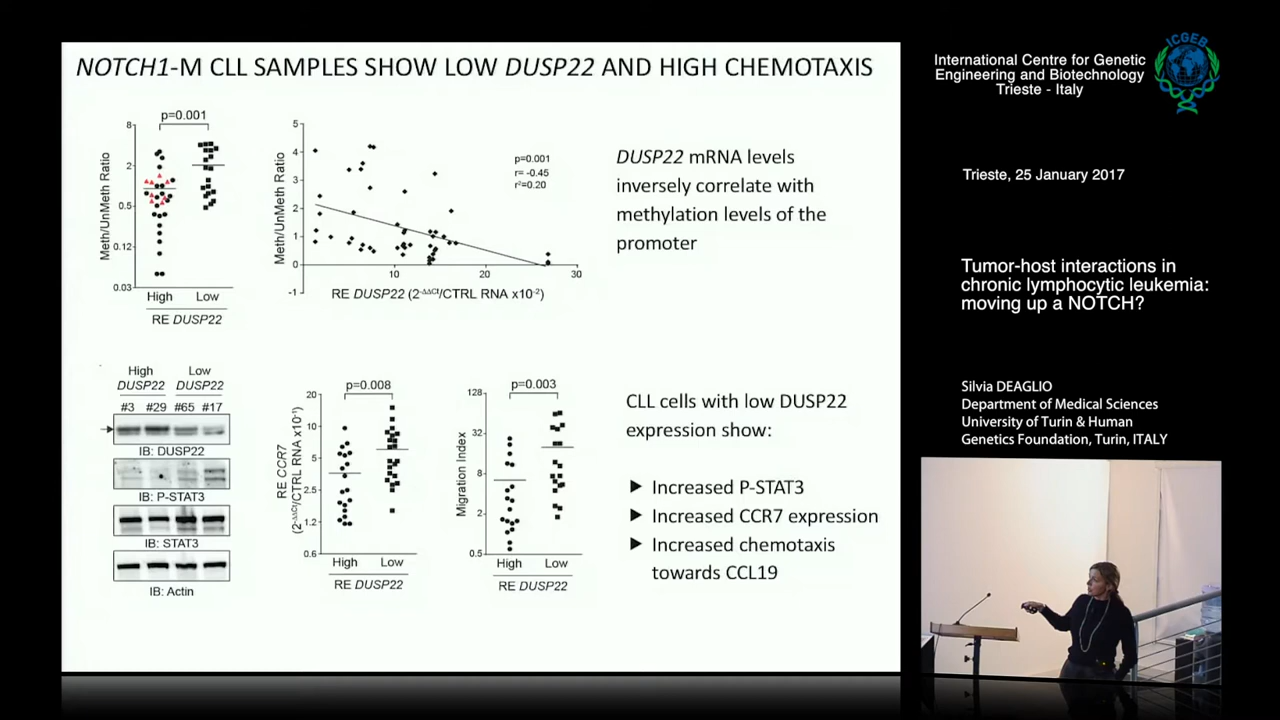 NOTCH1-M CLL SAMPLES SHOW LOW DUSP22 AND HIGH CHEMOTAXIS
p=0.001
8
2
0.5
0.12
0.03
Meth/UnMeth Ratio
High
Low
RE DUSP22
5
4
3
2
1
0
-1
10
20
30
Meth/UnMeth Ratio
p=0.001
r= -0.45
r²=0.20
RE DUSP22 (2-ΔΔCt/CTRL RNA x10-2)
DUSP22 mRNA levels
inversely correlate with
methylation levels of the
promoter
High
DUSP22
Low
DUSP22
#3 #29 #65 #17
IB: DUSP22
IB: P-STAT3
IB: STAT3
IB: Actin
p=0.008
20
10
5
2.5
1.2
0.6
RE CCR7
(2-ΔΔCt/CTRL RNA x10-1)
High
Low
RE DUSP22
p=0.003
128
32
8
2
0.5
Migration Index
High
Low
RE DUSP22
CLL cells with low DUSP22
expression show:
Increased P-STAT3
Increased CCR7 expression
Increased chemotaxis
towards CCL19
International Centre for Genetic
Engineering and Biotechnology
Trieste - Italy
ICGEB
Trieste, 25 January 2017
Tumor-host interactions in
chronic lymphocytic leukemia:
moving up a NOTCH?
Silvia DEAGLIO
Department of Medical Sciences
University of Turin & Human
Genetics Foundation, Turin, ITALY